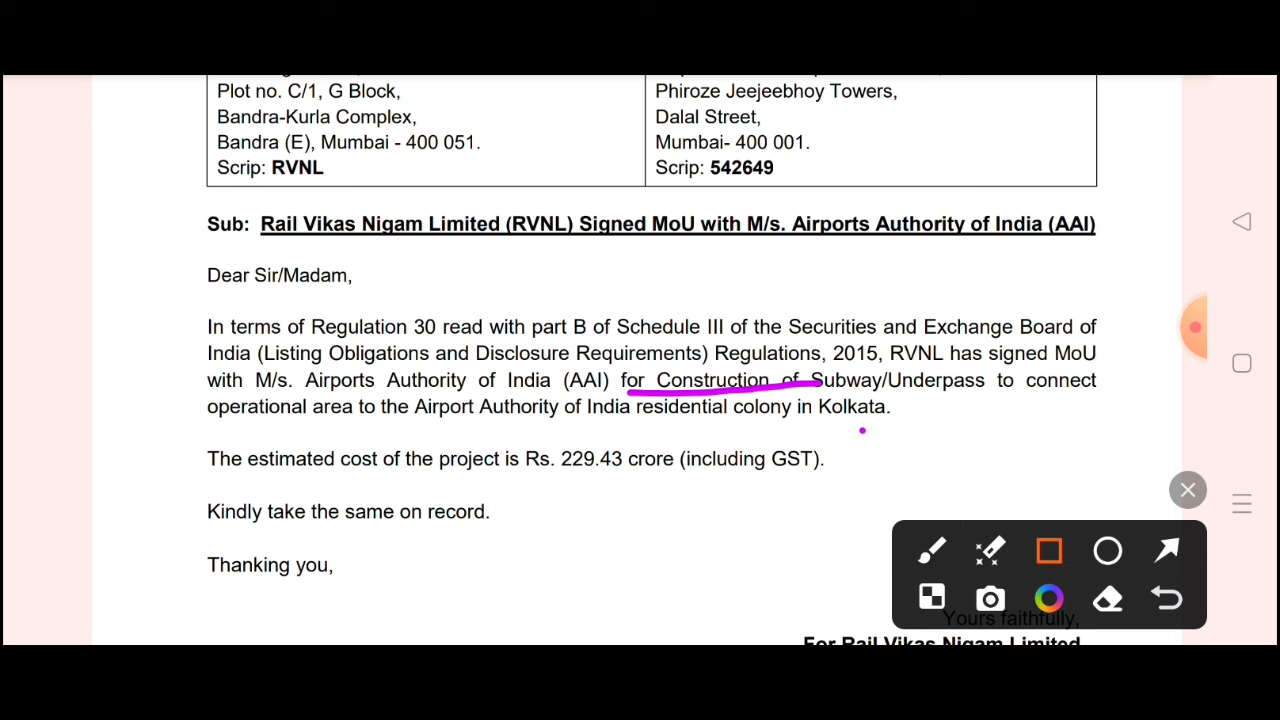 Plot no. C/1, G Block,
Bandra-Kurla Complex,
Bandra (E), Mumbai - 400 051.
Scrip: RVNL
Phiroze Jeejeebhoy Towers,
Dalal Street,
Mumbai- 400 001.
Scrip: 542649
Sub: Rail Vikas Nigam Limited (RVNL) Signed MoU with M/s. Airports Authority of India (AAI)
Dear Sir/Madam,
In terms of Regulation 30 read with part B of Schedule III of the Securities and Exchange Board of
India (Listing Obligations and Disclosure Requirements) Regulations, 2015, RVNL has signed MoU
with M/s. Airports Authority of India (AAI) for Construction of Subway/Underpass to connect
operational area to the Airport Authority of India residential colony in Kolkata.
The estimated cost of the project is Rs. 229.43 crore (including GST).
Kindly take the same on record.
Thanking you,
Yours faithfully,
For Rail Vikas Nigam Limited